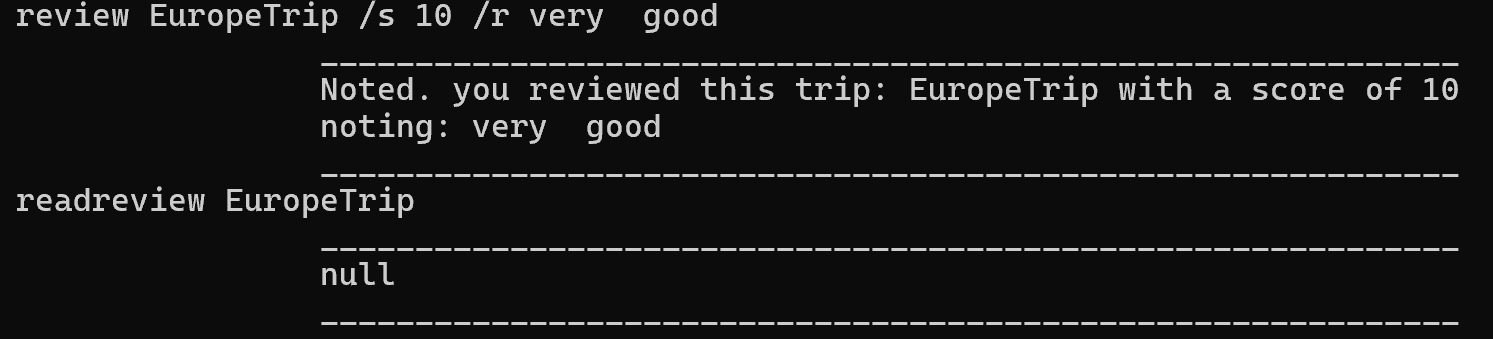 review EuropeTrip /s 10 /r very  good
____________________________________________________________
Noted. you reviewed this trip: EuropeTrip with a score of 10
noting: very  good
____________________________________________________________
readreview EuropeTrip
____________________________________________________________
null
____________________________________________________________